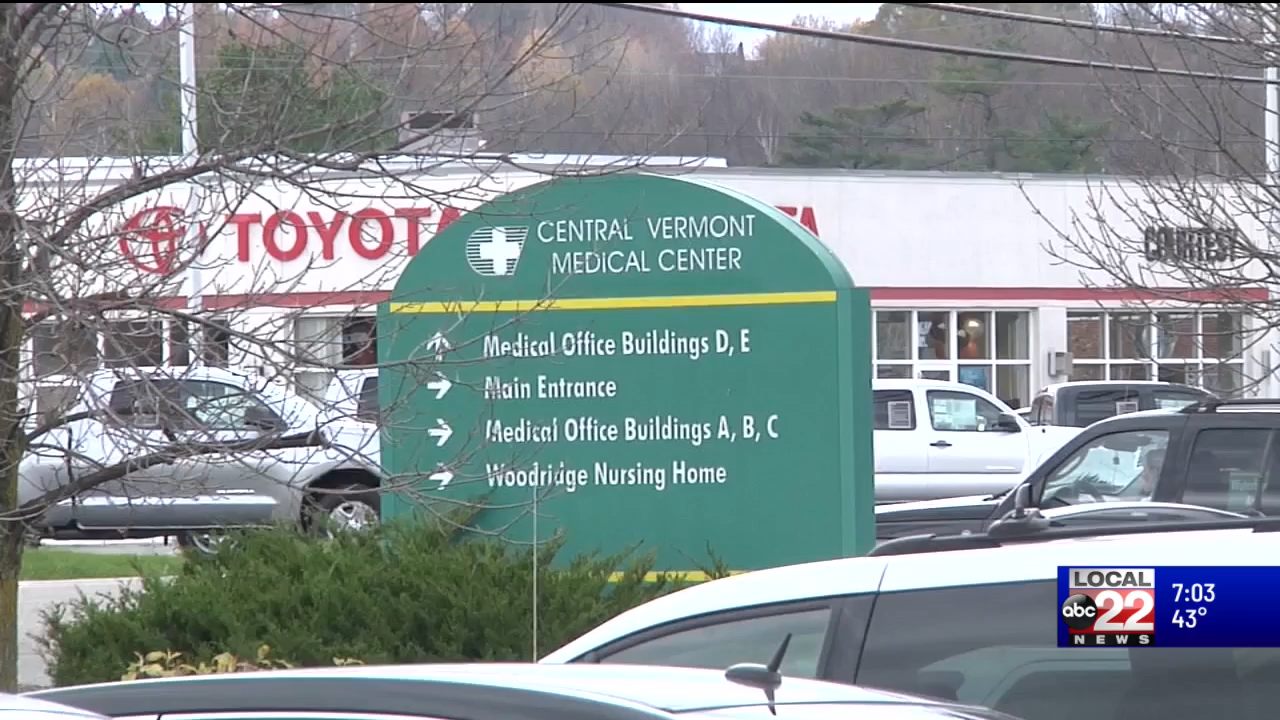 TOYOTA
CENTRAL VERMONT
MEDICAL CENTER
Medical Office Buildings D, E
Main Entrance
Medical Office Buildings A, B, C
Woodridge Nursing Home
LOCAL
abc 22
NEWS
7:03
43°